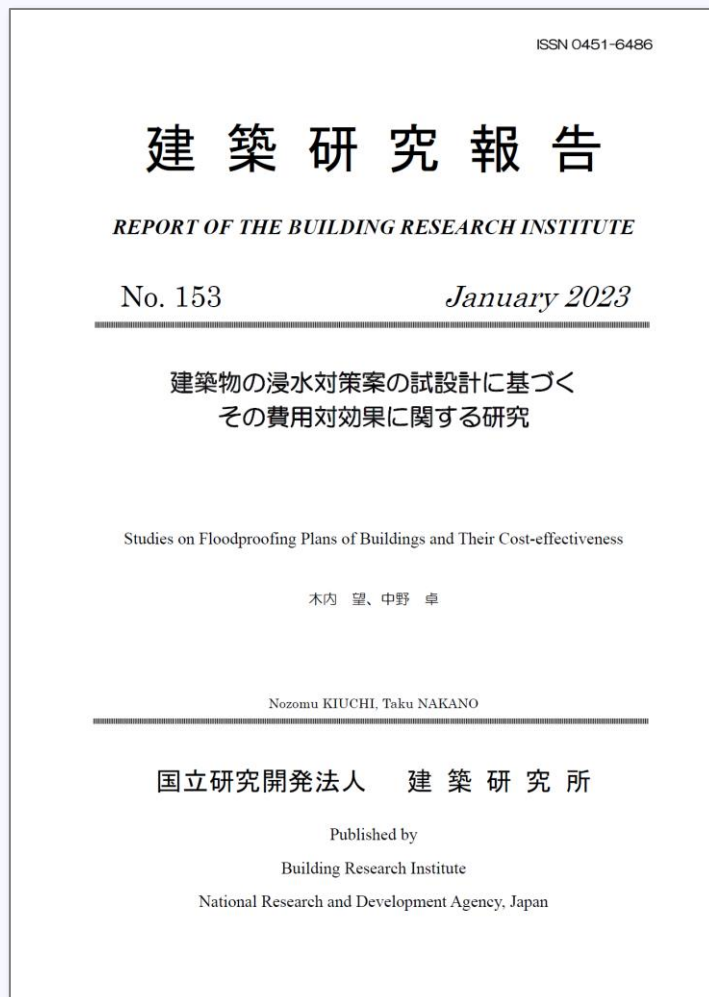 ISSN 0451-6486
建築研究報告
REPORT OF THE BUILDING RESEARCH INSTITUTE
No. 153 January 2023
建築物の浸水対策案の試設計に基づく
その費用対効果に関する研究
Studies on Floodproofing Plans of Buildings and Their Cost-effectiveness
木内 望、中野 卓
Nozomu KIUCHI, Taku NAKANO
国立研究開発法人 建築研究所
Published by
Building Research Institute
National Research and Development Agency, Japan